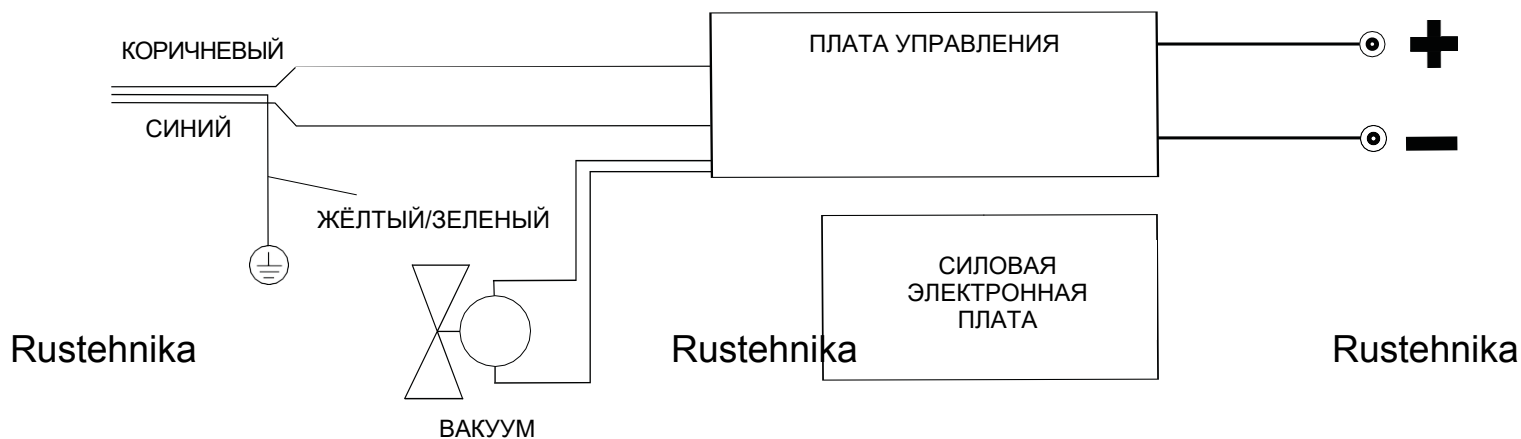 КОРИЧНЕВЫЙ
ПЛАТА УПРАВЛЕНИЯ
СИНИЙ
ЖЁЛТЫЙ/ЗЕЛЕНЫЙ
СИЛОВАЯ
ЭЛЕКТРОННАЯ
ПЛАТА
Rustehnika
Rustehnika
Rustehnika
ВАКУУМ